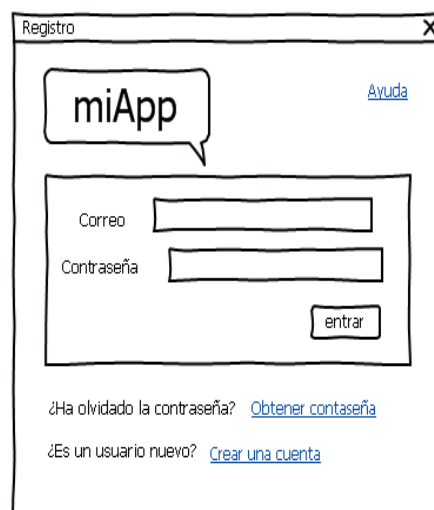 Registro X
miApp
Ayuda
Correo
Contraseña
entrar
¿Ha olvidado la contraseña? Obtener contaseña
¿Es un usuario nuevo? Crear una cuenta